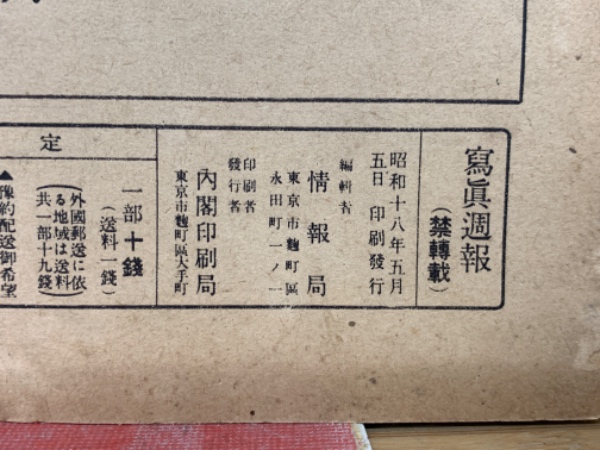 寫眞週報
(禁轉載)
昭和十八年五月
五日 印刷發行
編輯者
情報局
東京市麴町區
永田町一ノ一
印刷者
發行者
內閣印刷局
東京市麴町區大手町
定
一部十錢
(送料一錢)
(外國郵送に依
る地域は送料
共一部十九錢)
▲豫約配送御希望